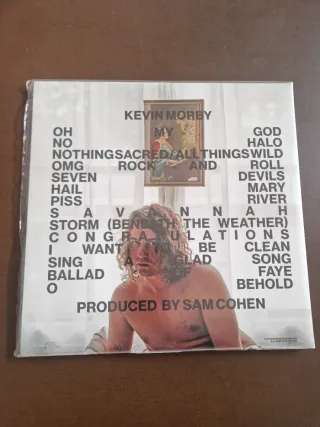 KEVIN MORBY
OH MY GOD
NO HALO
NOTHING SACRED / ALL THINGS WILD
OMG ROCK AND ROLL
SEVEN DEVILS
HAIL MARY
PISS RIVER
SAVANNAH
STORM (BENEATH THE WEATHER)
CONGRATULATIONS
I WANT TO BE CLEAN
SING A GLAD SONG
BALLAD OF FAYE
O BEHOLD
PRODUCED BY SAM COHEN